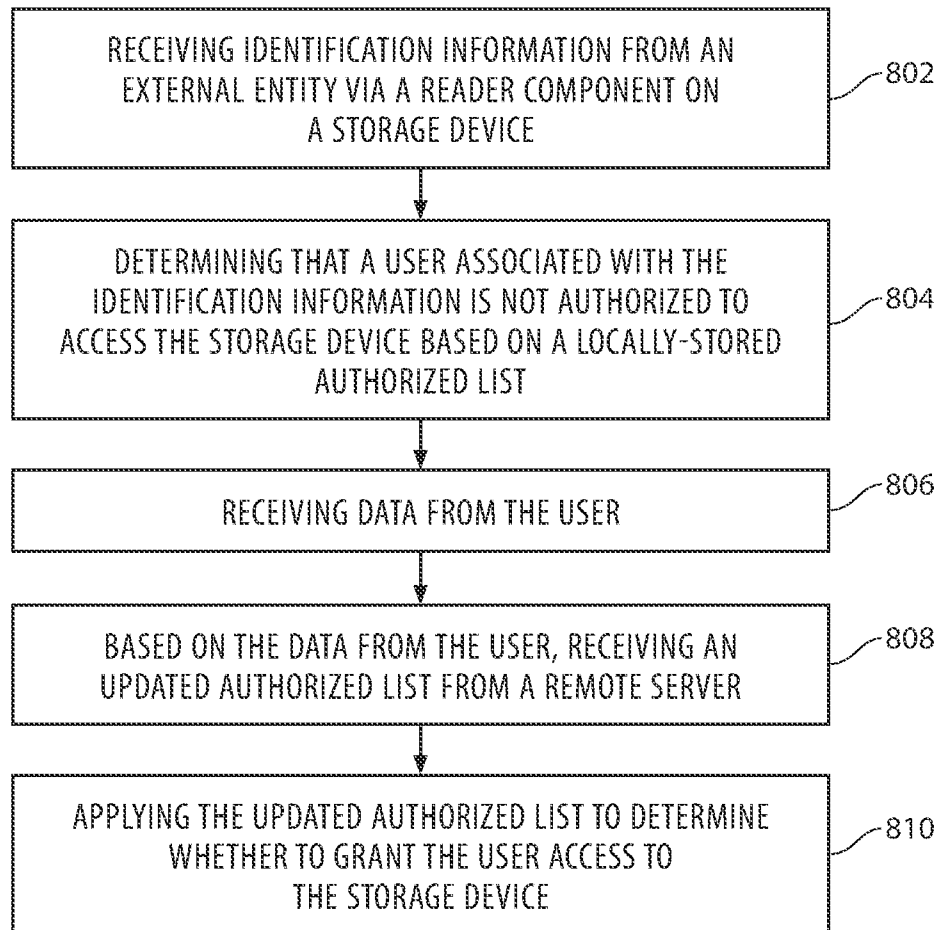 RECEIVING IDENTIFICATION INFORMATION FROM AN
EXTERNAL ENTITY VIA A READER COMPONENT ON
A STORAGE DEVICE
802
DETERMINING THAT A USER ASSOCIATED WITH THE
IDENTIFICATION INFORMATION IS NOT AUTHORIZED TO
ACCESS THE STORAGE DEVICE BASED ON A LOCALLY-STORED
AUTHORIZED LIST
804
RECEIVING DATA FROM THE USER
806
BASED ON THE DATA FROM THE USER, RECEIVING AN
UPDATED AUTHORIZED LIST FROM A REMOTE SERVER
808
APPLYING THE UPDATED AUTHORIZED LIST TO DETERMINE
WHETHER TO GRANT THE USER ACCESS TO
THE STORAGE DEVICE
810